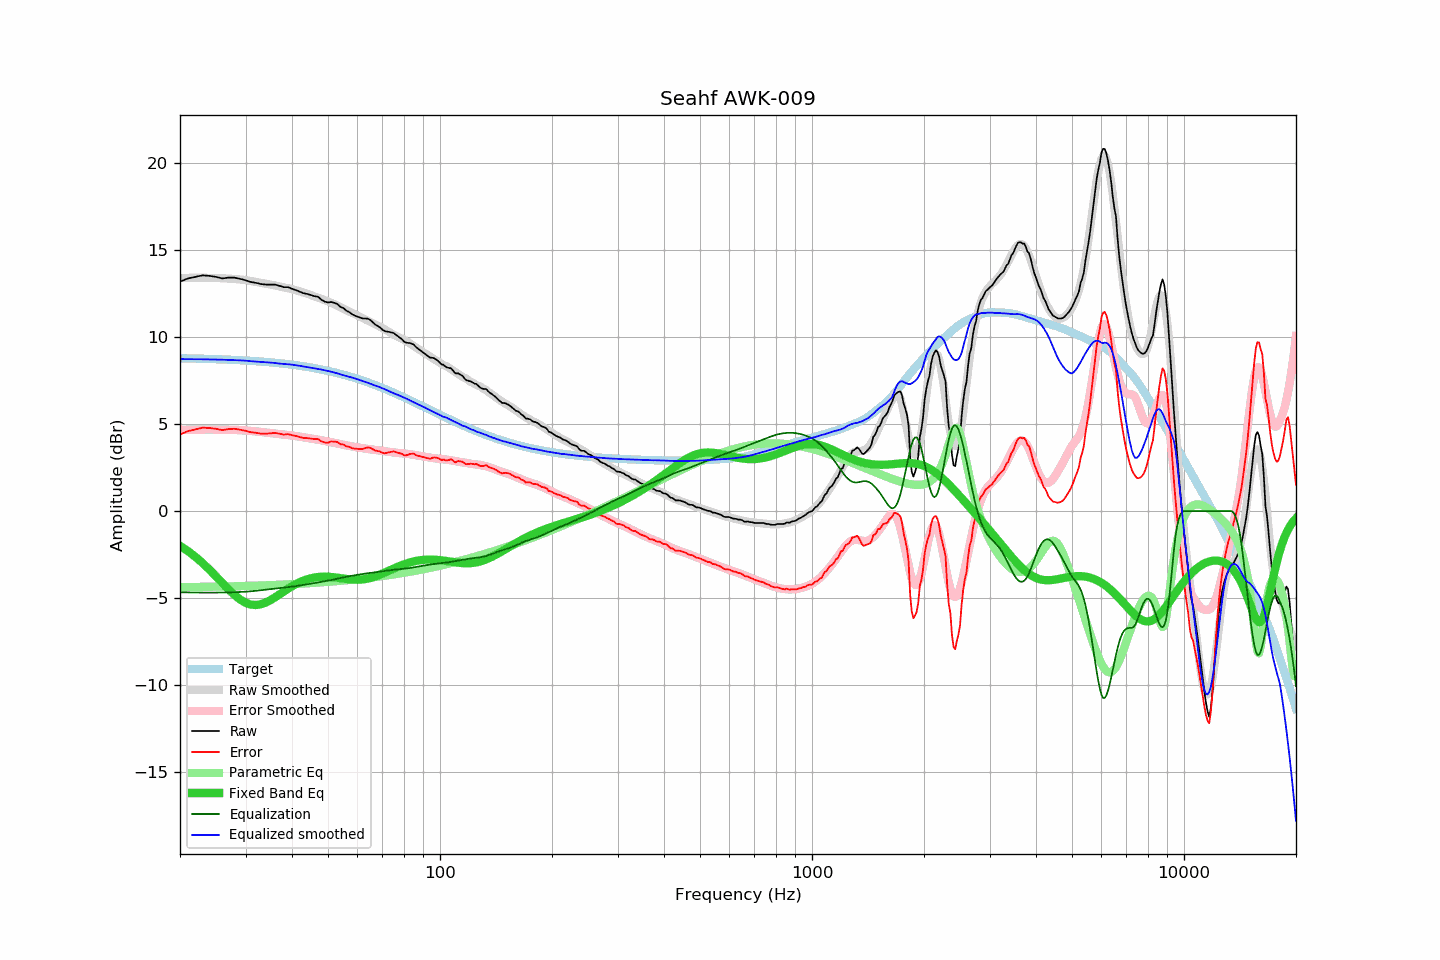 Seahf AWK-009
Amplitude (dBr)
20
15
10
5
0
−5
−10
−15
Target
Raw Smoothed
Error Smoothed
Raw
Error
Parametric Eq
Fixed Band Eq
Equalization
Equalized smoothed
100 1000 10000
Frequency (Hz)